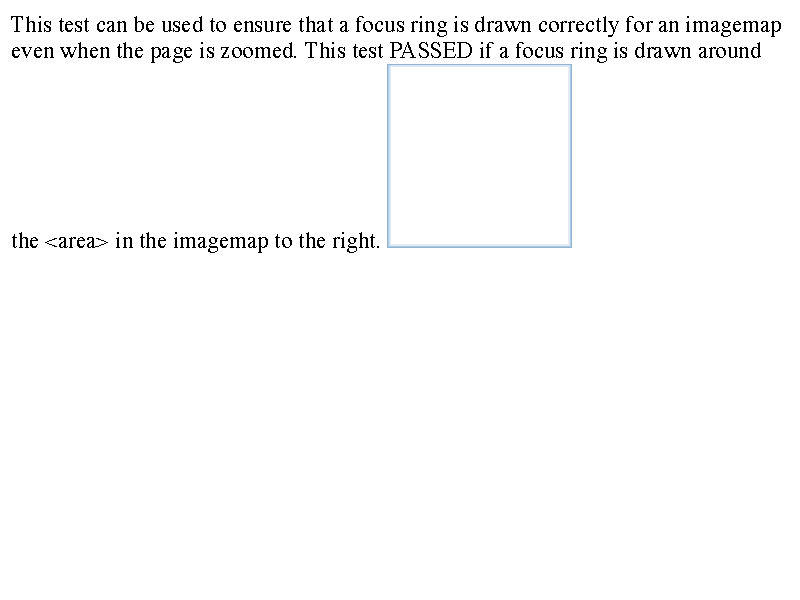 This test can be used to ensure that a focus ring is drawn correctly for an imagemap
even when the page is zoomed. This test PASSED if a focus ring is drawn around
the <area> in the imagemap to the right.